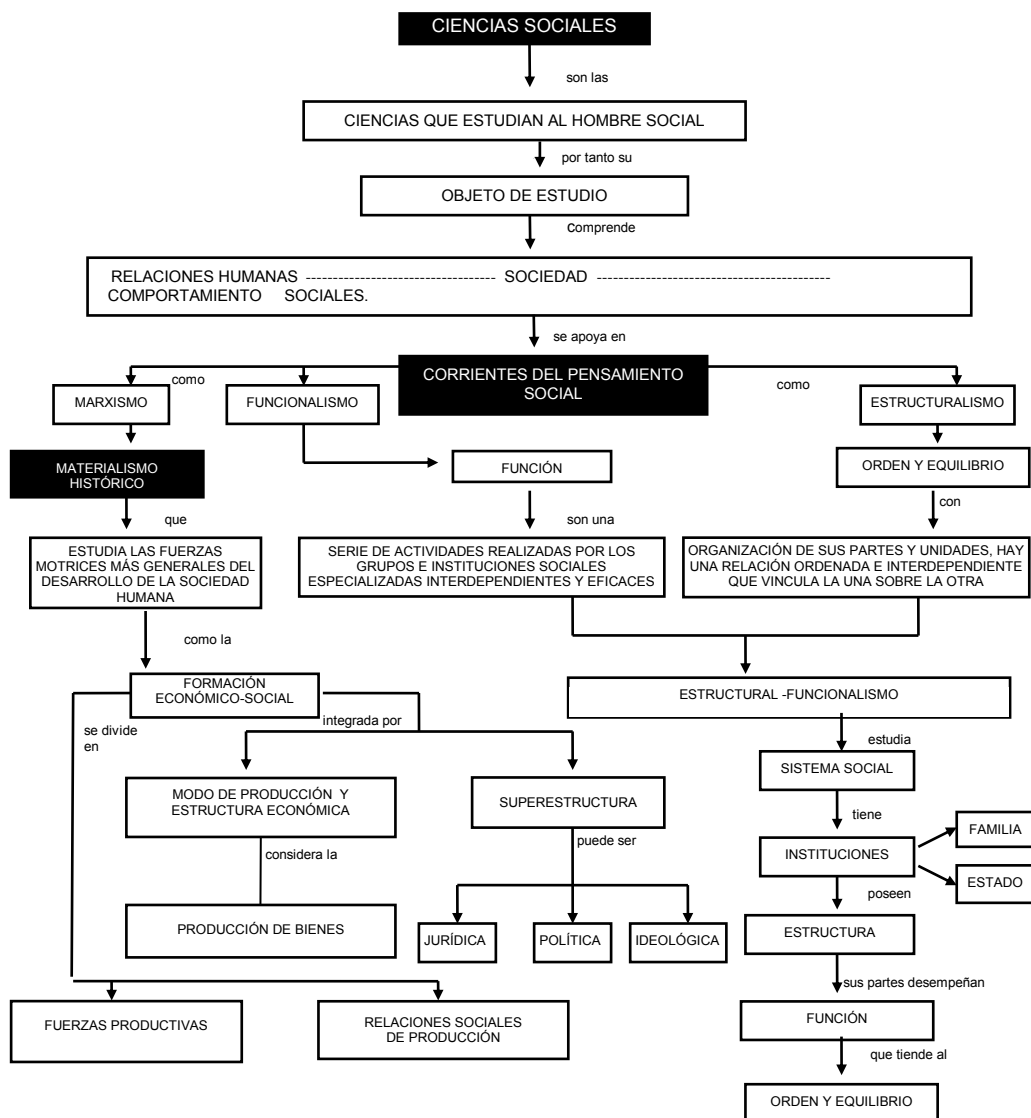 CIENCIAS SOCIALES
son las
CIENCIAS QUE ESTUDIAN AL HOMBRE SOCIAL
por tanto su
OBJETO DE ESTUDIO
comprende
RELACIONES HUMANAS ----------------------------------- SOCIEDAD -------------------------------------------
COMPORTAMIENTO SOCIALES.
se apoya en
CORRIENTES DEL PENSAMIENTO
SOCIAL
como
como
MARXISMO
FUNCIONALISMO
ESTRUCTURALISMO
MATERIALISMO
HISTÓRICO
FUNCIÓN
ORDEN Y EQUILIBRIO
que
son una
con
ESTUDIA LAS FUERZAS
MOTRICES MÁS GENERALES DEL
DESARROLLO DE LA SOCIEDAD
HUMANA
SERIE DE ACTIVIDADES REALIZADAS POR LOS
GRUPOS E INSTITUCIONES SOCIALES
ESPECIALIZADAS INTERDEPENDIENTES Y EFICACES
ORGANIZACIÓN DE SUS PARTES Y UNIDADES, HAY
UNA RELACIÓN ORDENADA E INTERDEPENDIENTE
QUE VINCULA LA UNA SOBRE LA OTRA
como la
FORMACIÓN
ECONÓMICO-SOCIAL
ESTRUCTURAL -FUNCIONALISMO
se divide
en
integrada por
estudia
MODO DE PRODUCCIÓN Y
ESTRUCTURA ECONÓMICA
SUPERESTRUCTURA
SISTEMA SOCIAL
considera la
puede ser
tiene
INSTITUCIONES
FAMILIA
ESTADO
poseen
PRODUCCIÓN DE BIENES
JURÍDICA
POLÍTICA
IDEOLÓGICA
ESTRUCTURA
sus partes desempeñan
FUERZAS PRODUCTIVAS
RELACIONES SOCIALES
DE PRODUCCIÓN
FUNCIÓN
que tiende al
ORDEN Y EQUILIBRIO